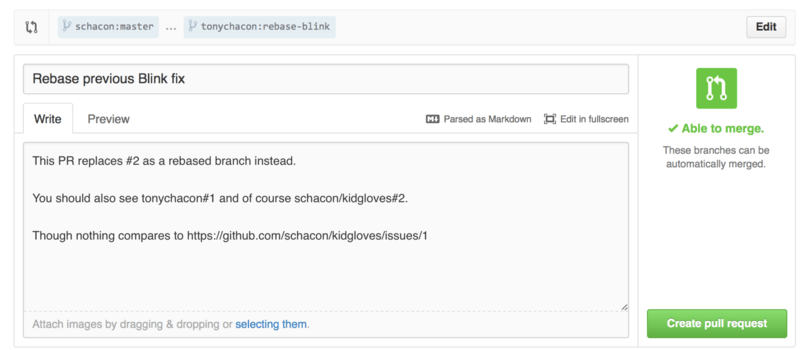 schacon:master ... tonychacon:rebase-blink Edit
Rebase previous Blink fix
Write Preview Parsed as Markdown Edit in fullscreen
This PR replaces #2 as a rebased branch instead.
You should also see tonychacon#1 and of course schacon/kidgloves#2.
Though nothing compares to https://github.com/schacon/kidgloves/issues/1
Attach images by dragging & dropping or selecting them.
Able to merge.
These branches can be
automatically merged.
Create pull request